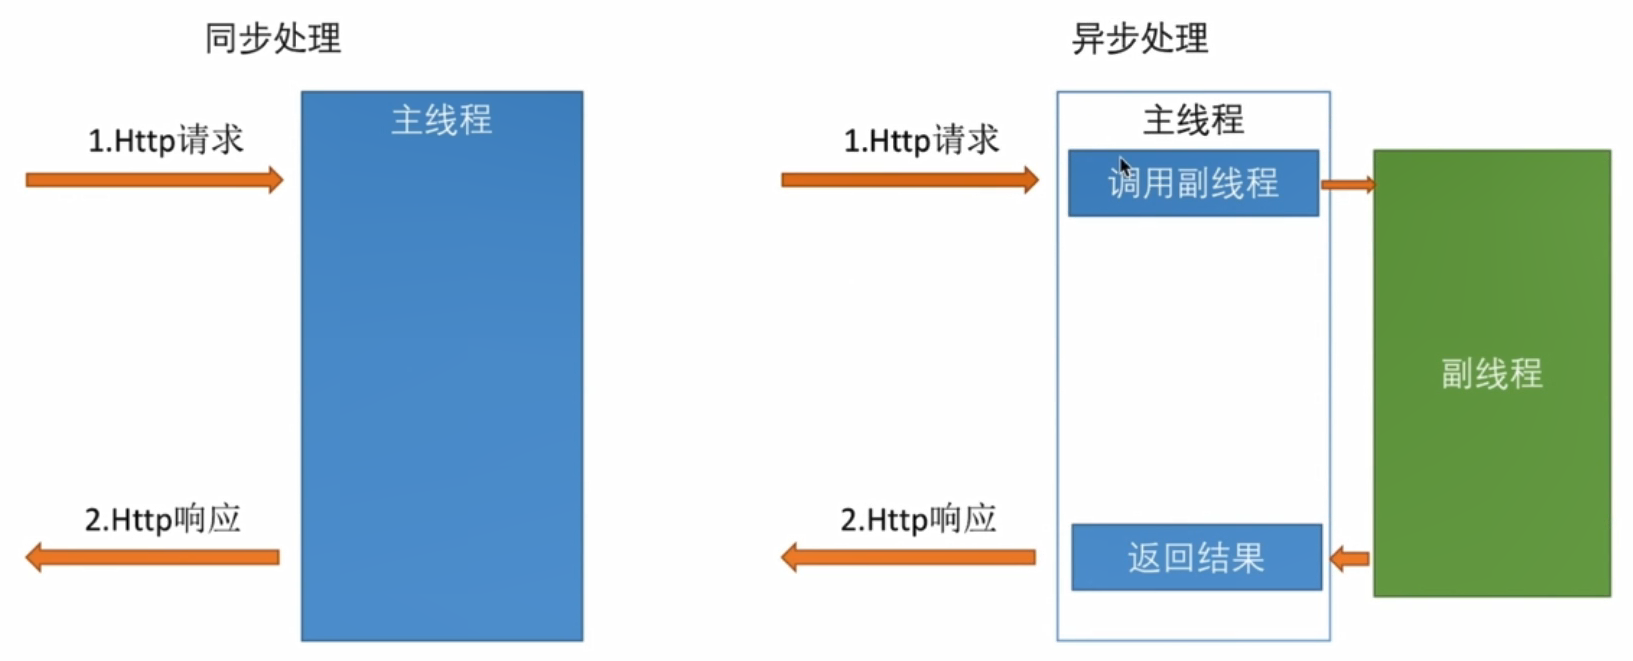 同步处理
主线程
1.Http请求
2.Http响应
异步处理
主线程
1.Http请求
调用副线程
副线程
2.Http响应
返回结果